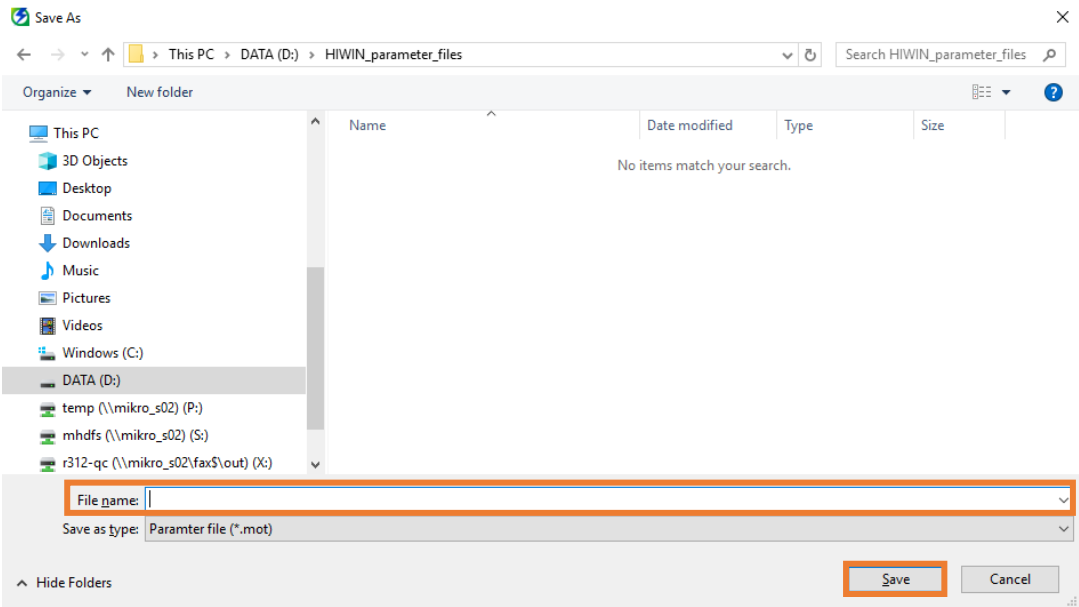 Save As
This PC > DATA (D:) > HIWIN_parameter_files
Search HIWIN_parameter_files
Organize
New folder
?
Name
Date modified
Type
Size
No items match your search.
This PC
3D Objects
Desktop
Documents
Downloads
Music
Pictures
Videos
Windows (C:)
DATA (D:)
temp (\\mikro_s02) (P:)
mhdfs (\\mikro_s02) (S:)
r312-qc (\\mikro_s02\fax$\out) (X:)
File name:
Save as type: Paramter file (*.mot)
Hide Folders
Save
Cancel